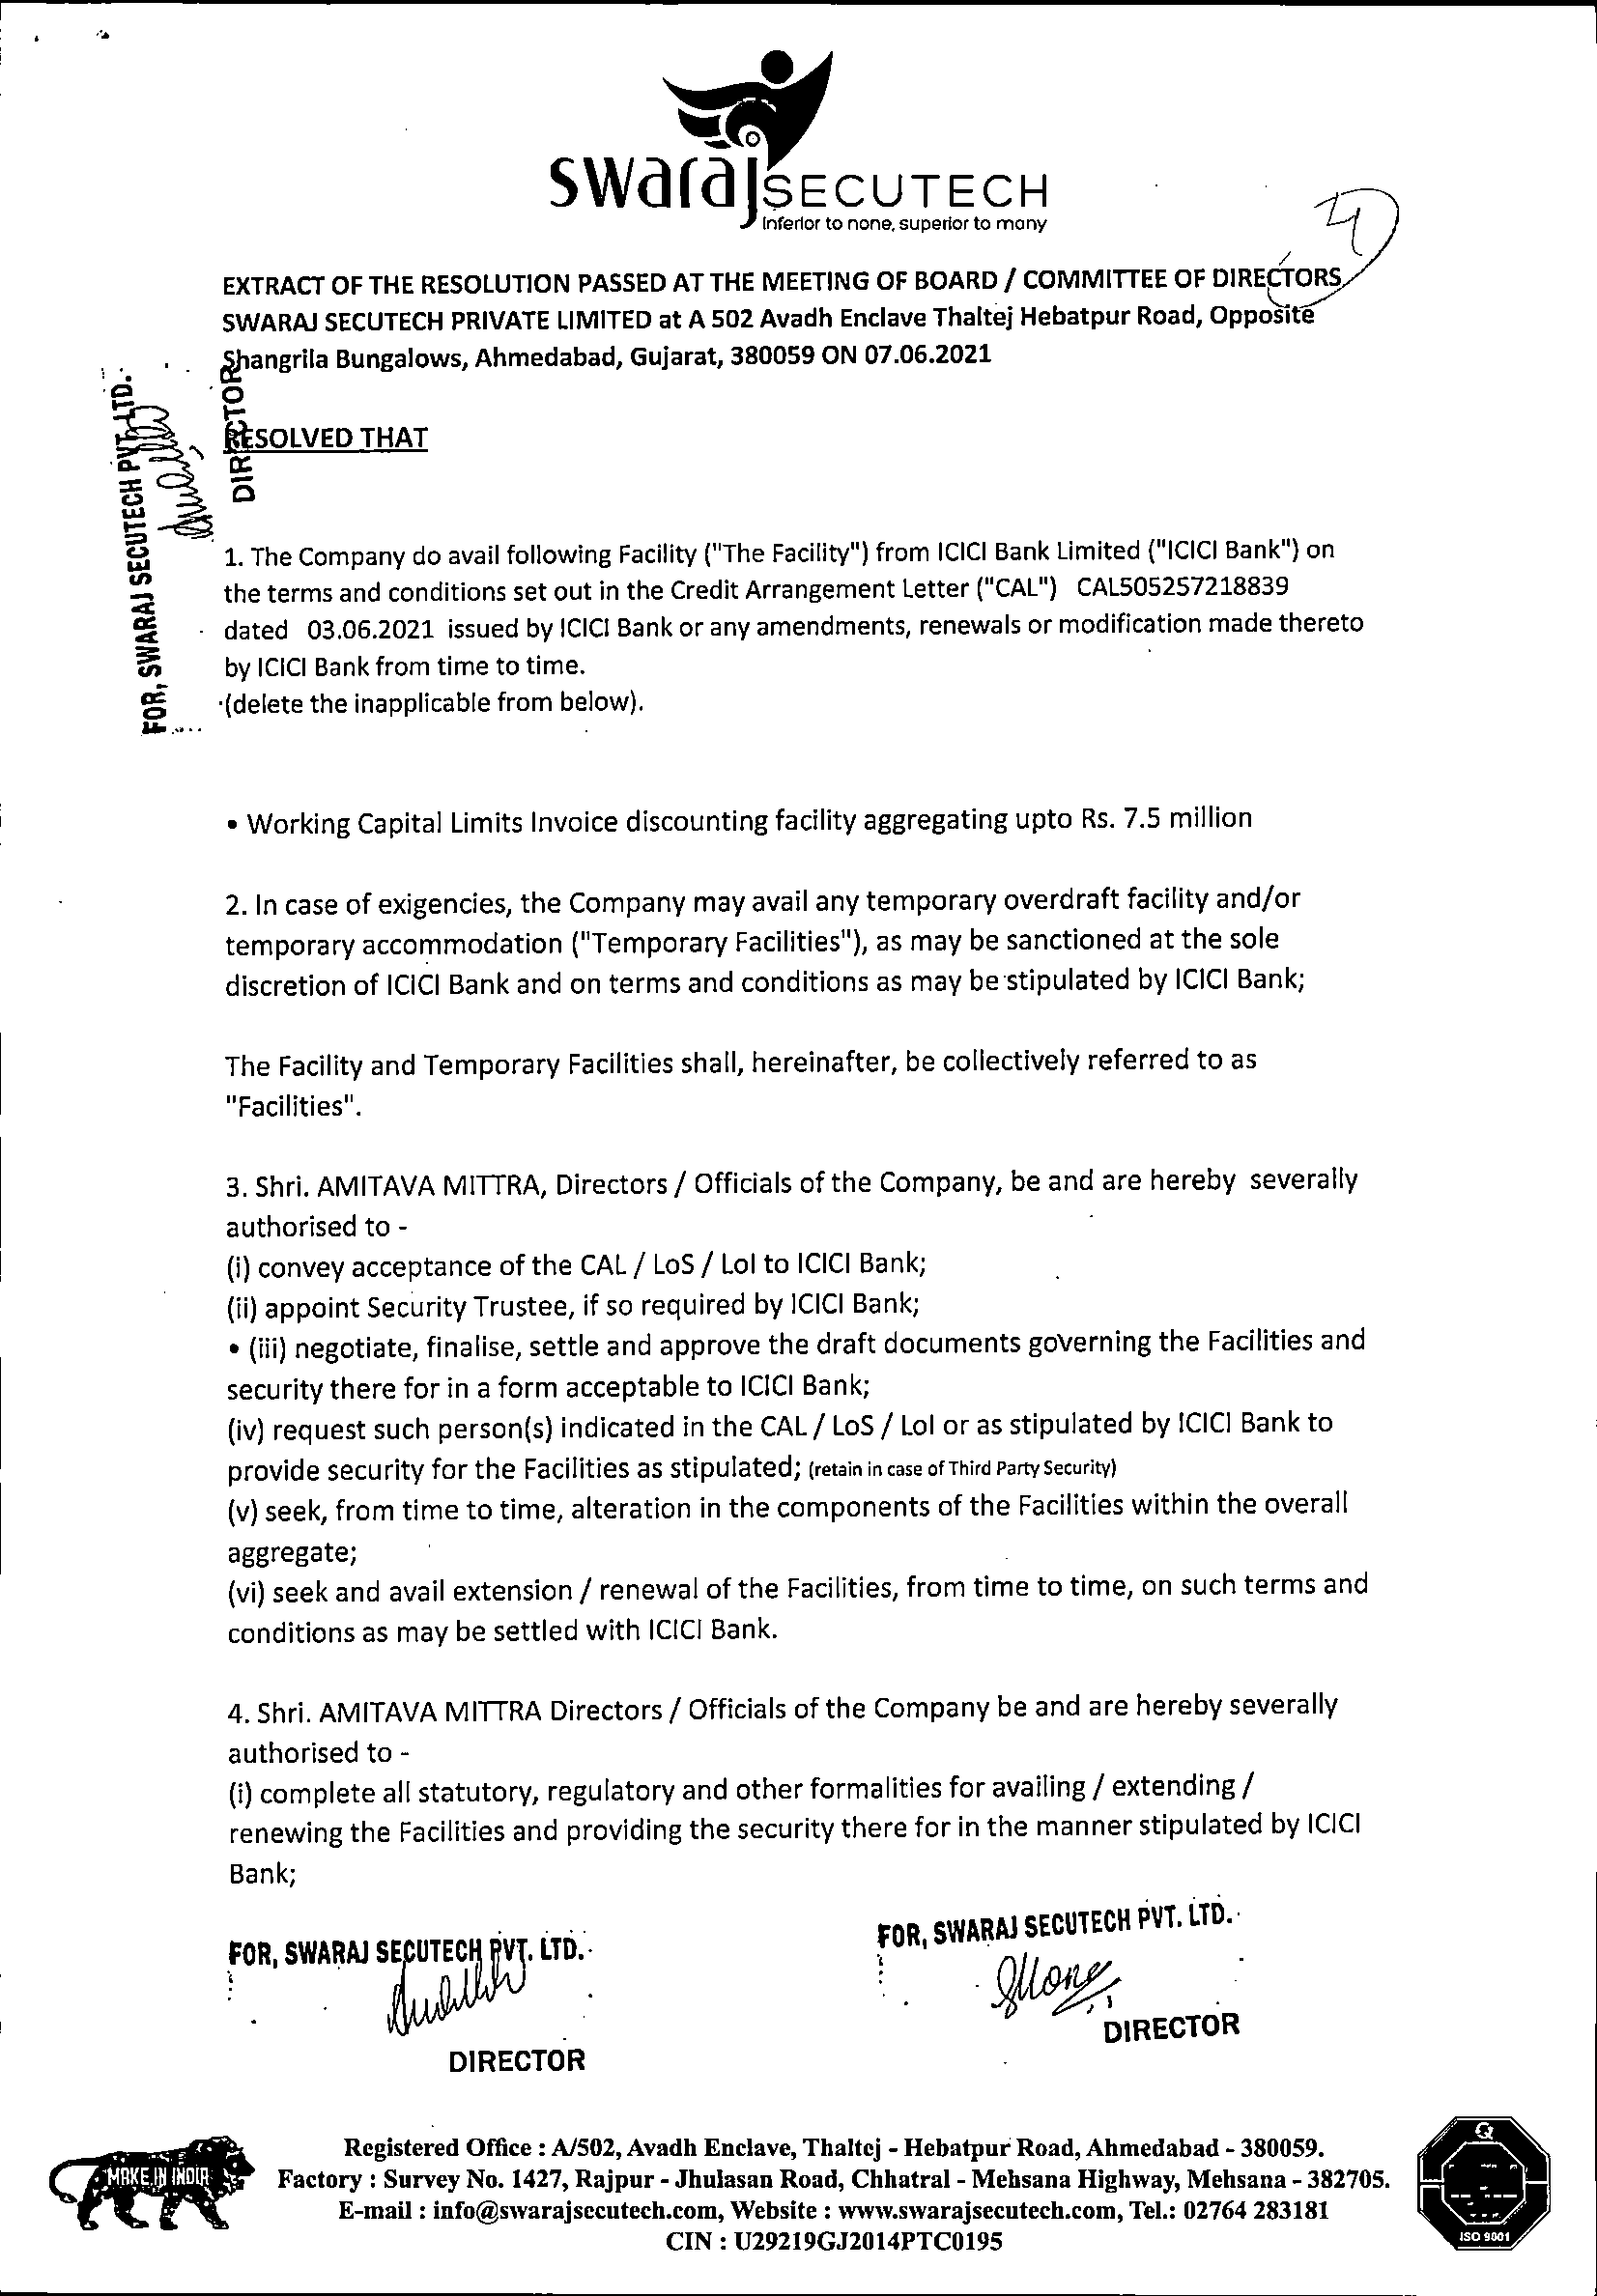 swaraj SECUTECH
Inferior to none, superior to many
EXTRACT OF THE RESOLUTION PASSED AT THE MEETING OF BOARD / COMMITTEE OF DIRECTORS
SWARAJ SECUTECH PRIVATE LIMITED at A 502 Avadh Enclave Thaltej Hebatpur Road, Opposite
Shangrila Bungalows, Ahmedabad, Gujarat, 380059 ON 07.06.2021
FOR, SWARAJ SECUTECH PVT. LTD.
DIRECTOR
RESOLVED THAT
1. The Company do avail following Facility ("The Facility") from ICICI Bank Limited ("ICICI Bank") on
the terms and conditions set out in the Credit Arrangement Letter ("CAL") CAL505257218839
dated 03.06.2021 issued by ICICI Bank or any amendments, renewals or modification made thereto
by ICICI Bank from time to time.
(delete the inapplicable from below).
• Working Capital Limits Invoice discounting facility aggregating upto Rs. 7.5 million
2. In case of exigencies, the Company may avail any temporary overdraft facility and/or
temporary accommodation ("Temporary Facilities"), as may be sanctioned at the sole
discretion of ICICI Bank and on terms and conditions as may be stipulated by ICICI Bank;
The Facility and Temporary Facilities shall, hereinafter, be collectively referred to as
"Facilities".
3. Shri. AMITAVA MITTRA, Directors / Officials of the Company, be and are hereby severally
authorised to -
(i) convey acceptance of the CAL / LoS / LoI to ICICI Bank;
(ii) appoint Security Trustee, if so required by ICICI Bank;
• (iii) negotiate, finalise, settle and approve the draft documents governing the Facilities and
security there for in a form acceptable to ICICI Bank;
(iv) request such person(s) indicated in the CAL / LoS / LoI or as stipulated by ICICI Bank to
provide security for the Facilities as stipulated; (retain in case of Third Party Security)
(v) seek, from time to time, alteration in the components of the Facilities within the overall
aggregate;
(vi) seek and avail extension / renewal of the Facilities, from time to time, on such terms and
conditions as may be settled with ICICI Bank.
4. Shri. AMITAVA MITTRA Directors / Officials of the Company be and are hereby severally
authorised to -
(i) complete all statutory, regulatory and other formalities for availing / extending /
renewing the Facilities and providing the security there for in the manner stipulated by ICICI
Bank;
FOR, SWARAJ SECUTECH PVT. LTD.
DIRECTOR
FOR, SWARAJ SECUTECH PVT. LTD.
DIRECTOR
MAKE IN INDIA
Registered Office : A/502, Avadh Enclave, Thaltej - Hebatpur Road, Ahmedabad - 380059.
Factory : Survey No. 1427, Rajpur - Jhulasan Road, Chhatral - Mehsana Highway, Mehsana - 382705.
E-mail : info@swarajsecutech.com, Website : www.swarajsecutech.com, Tel.: 02764 283181
CIN : U29219GJ2014PTC0195
Q
ISO 9001